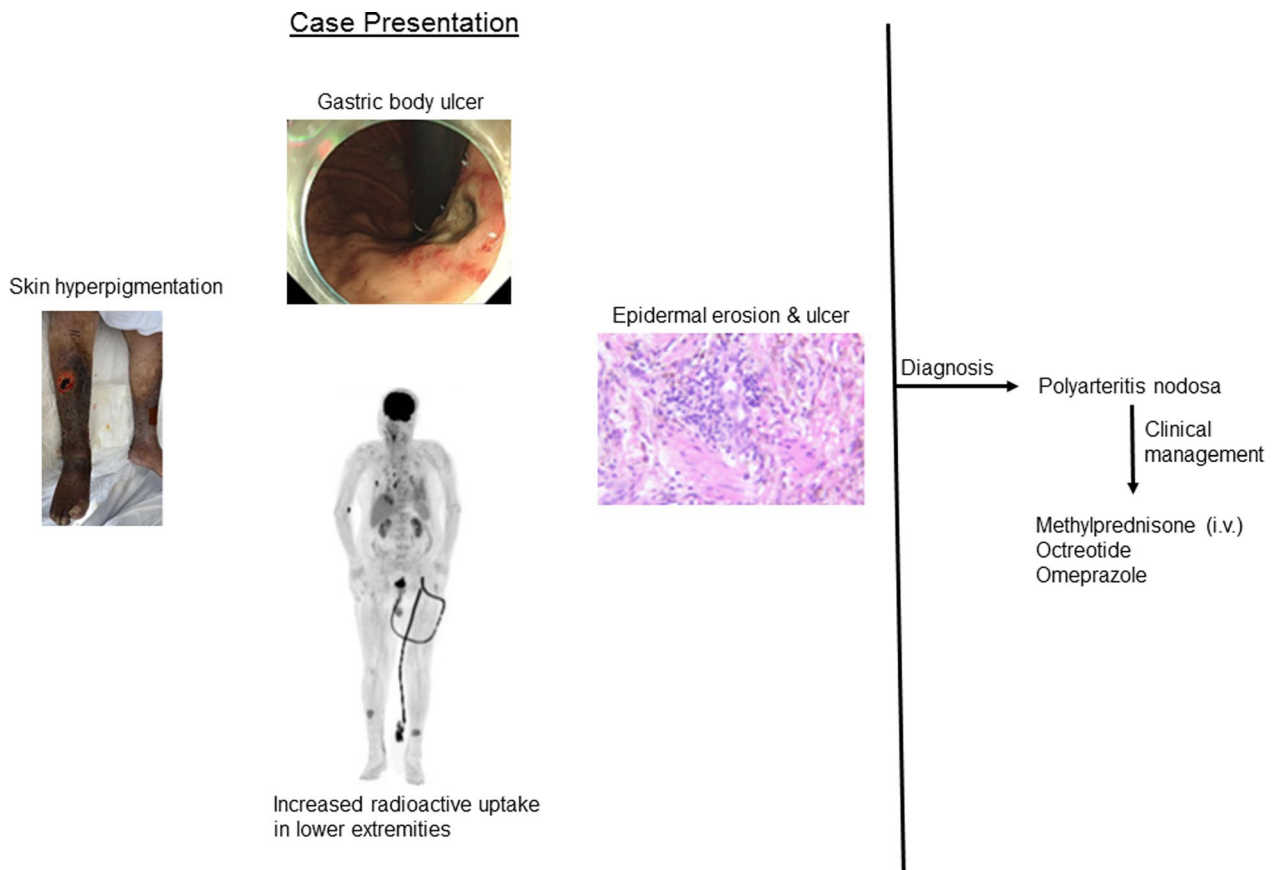 Case Presentation
Gastric body ulcer
Skin hyperpigmentation
Epidermal erosion & ulcer
Increased radioactive uptake
in lower extremities
Diagnosis
Polyarteritis nodosa
Clinical
management
Methylprednisone (i.v.)
Octreotide
Omeprazole